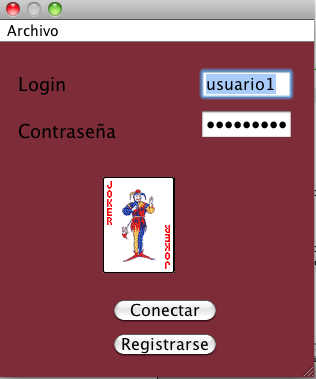 Archivo
Login
usuario1
Contraseña
●●●●●●●●●
JOKER
JOKER
Conectar
Registrarse